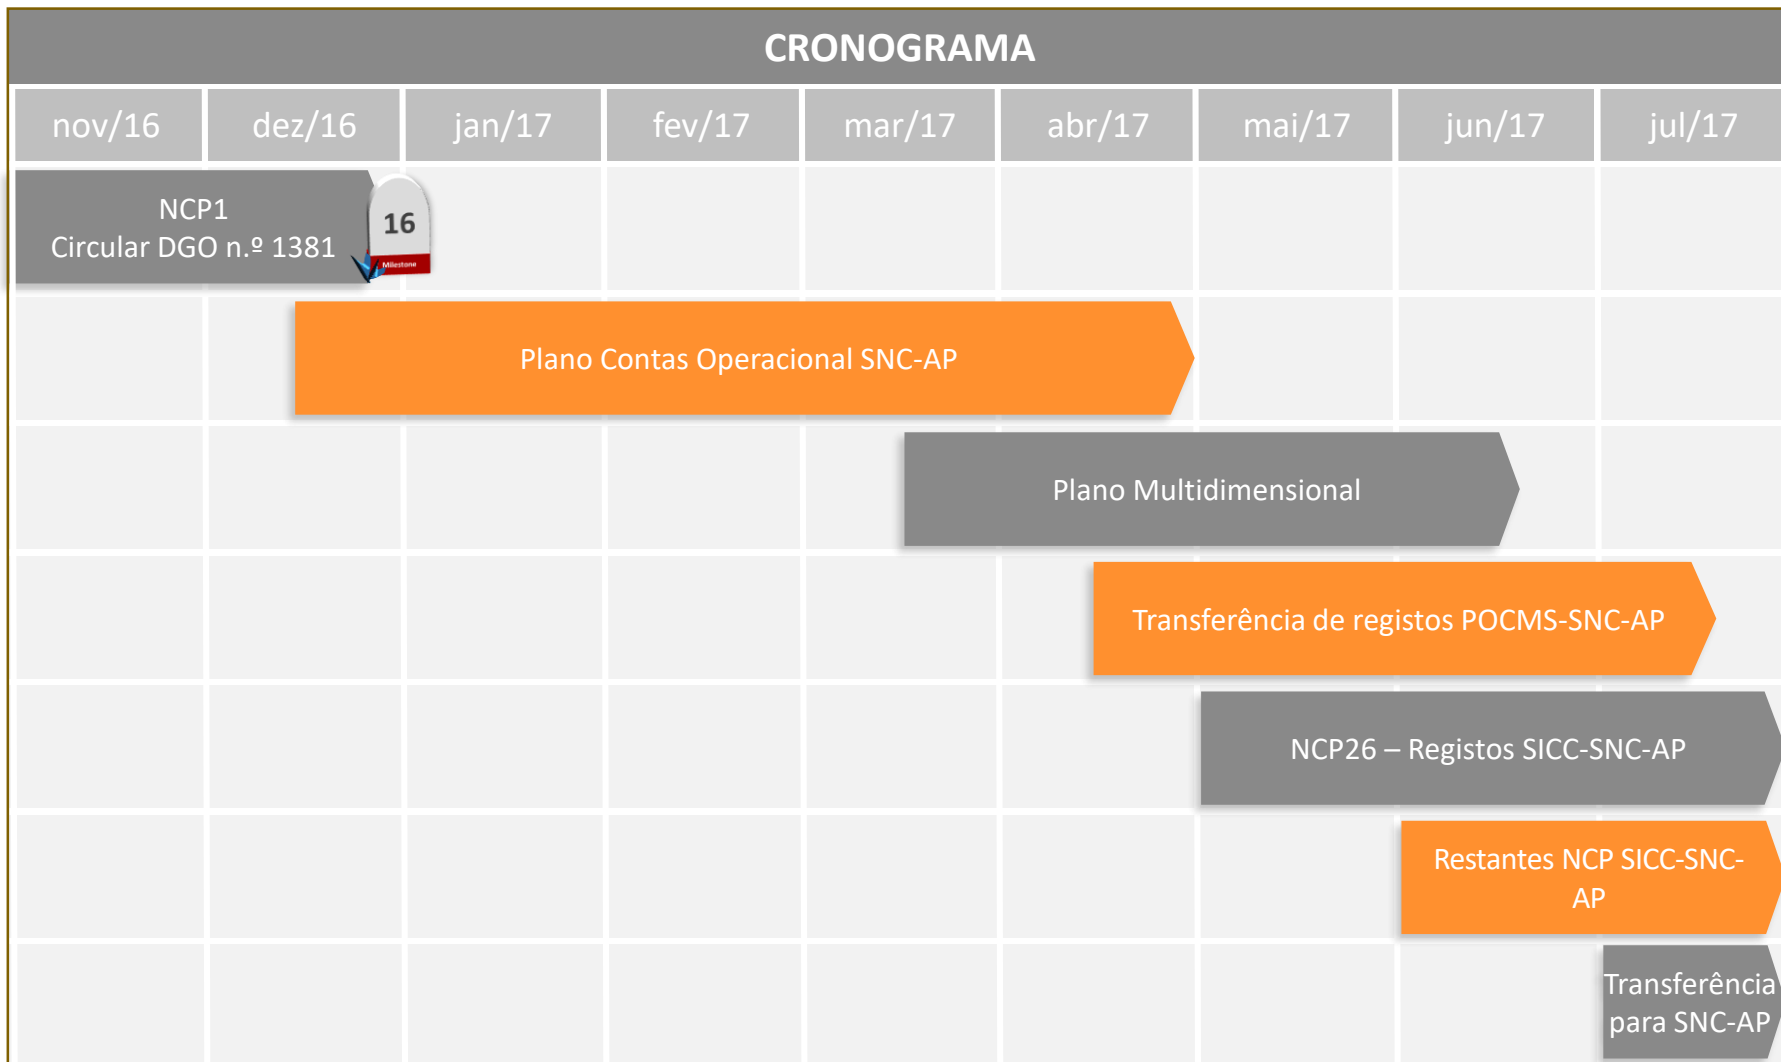 CRONOGRAMA
nov/16 dez/16 jan/17 fev/17 mar/17 abr/17 mai/17 jun/17 jul/17
NCP1
Circular DGO n.º 1381
16
Milestone
Plano Contas Operacional SNC-AP
Plano Multidimensional
Transferência de registos POCMS-SNC-AP
NCP26 – Registos SICC-SNC-AP
Restantes NCP SICC-SNC-
AP
Transferência
para SNC-AP